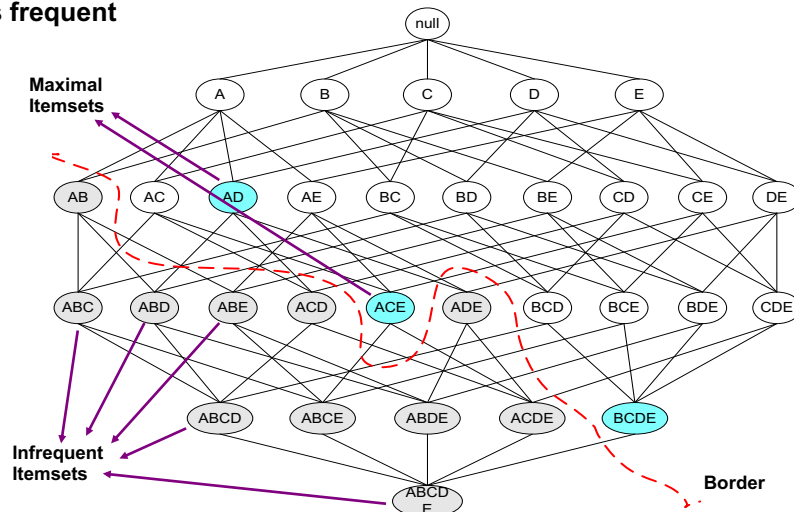 s frequent
null
Maximal
Itemsets
A B C D E
AB AC AD AE BC BD BE CD CE DE
ABC ABD ABE ACD ACE ADE BCD BCE BDE CDE
ABCD ABCE ABDE ACDE BCDE
Infrequent
Itemsets
Border
ABCD
E